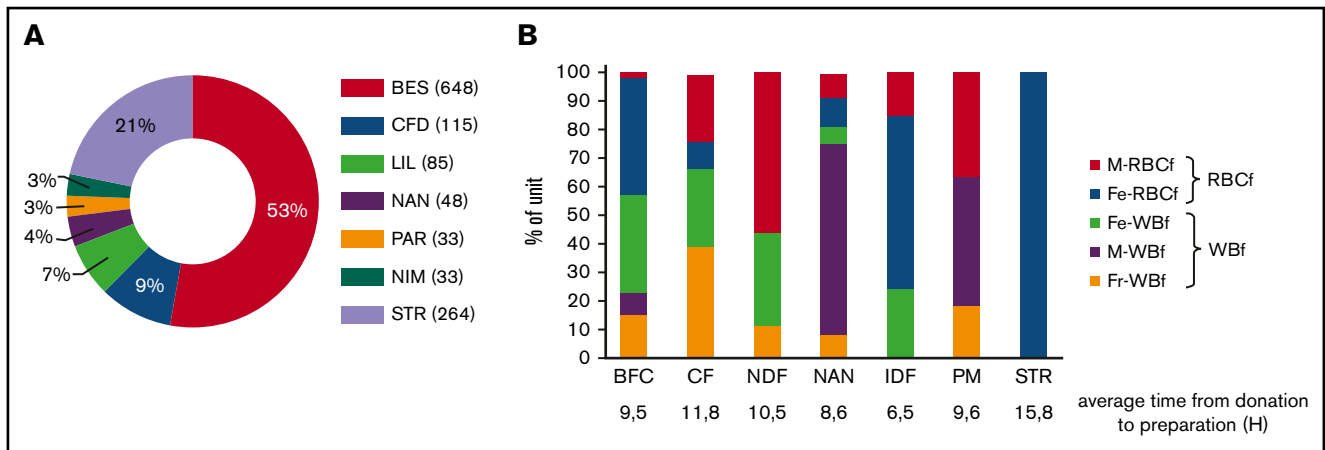 A
21%
3%
3%
4%
7%
9%
53%
BES (648)
CFD (115)
LIL (85)
NAN (48)
PAR (33)
NIM (33)
STR (264)
B
% of unit
100
90
80
70
60
50
40
30
20
10
0
BFC CF NDF NAN IDF PM STR
9,5 11,8 10,5 8,6 6,5 9,6 15,8
average time from donation
to preparation (H)
M-RBCf
Fe-RBCf
RBCf
Fe-WBf
M-WBf
Fr-WBf
WBf